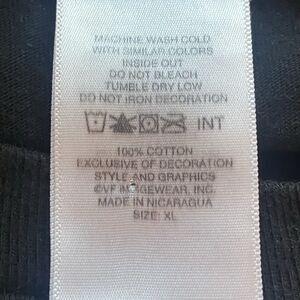 MACHINE WASH COLD
WITH SIMILAR COLORS
INSIDE OUT
DO NOT BLEACH
TUMBLE DRY LOW
DO NOT IRON DECORATION
INT
100% COTTON
EXCLUSIVE OF DECORATION
STYLE AND GRAPHICS
©VF IMAGEWEAR, INC.
MADE IN NICARAGUA
SIZE: XL